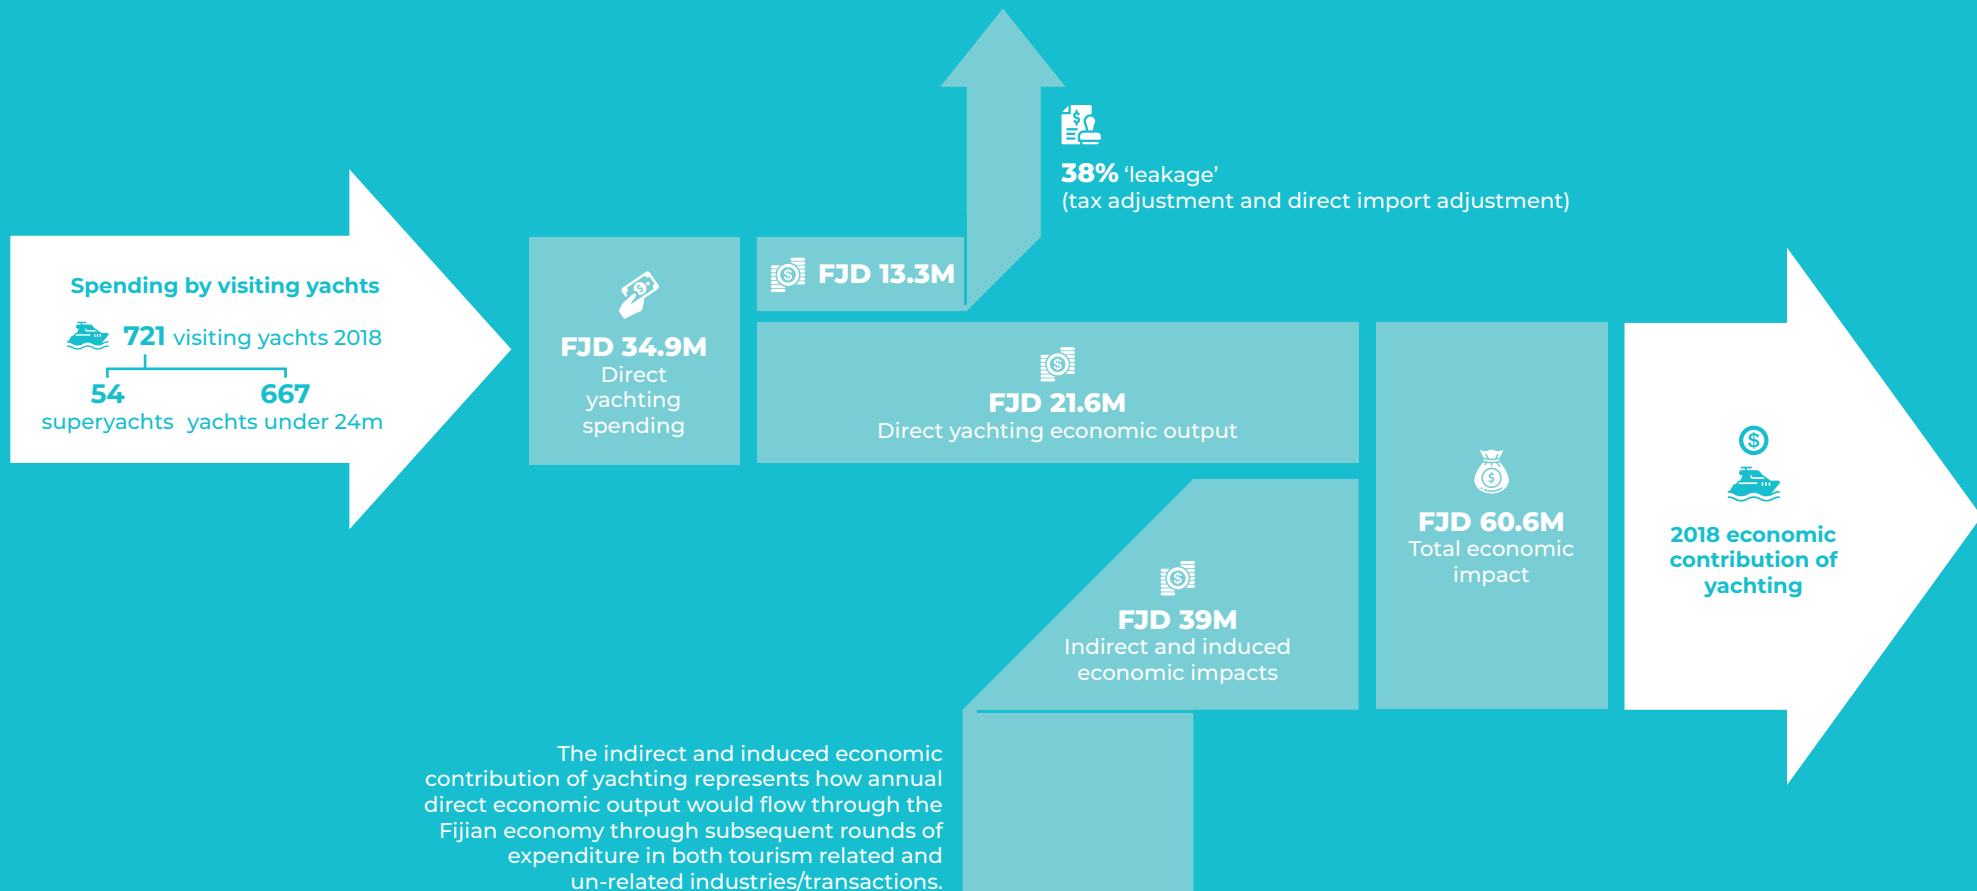 Spending by visiting yachts
721 visiting yachts 2018
54
superyachts
667
yachts under 24m
FJD 34.9M
Direct
yachting
spending
FJD 13.3M
38% ‘leakage’
(tax adjustment and direct import adjustment)
FJD 21.6M
Direct yachting economic output
FJD 39M
Indirect and induced
economic impacts
The indirect and induced economic
contribution of yachting represents how annual
direct economic output would flow through the
Fijian economy through subsequent rounds of
expenditure in both tourism related and
un-related industries/transactions.
FJD 60.6M
Total economic
impact
2018 economic
contribution of
yachting